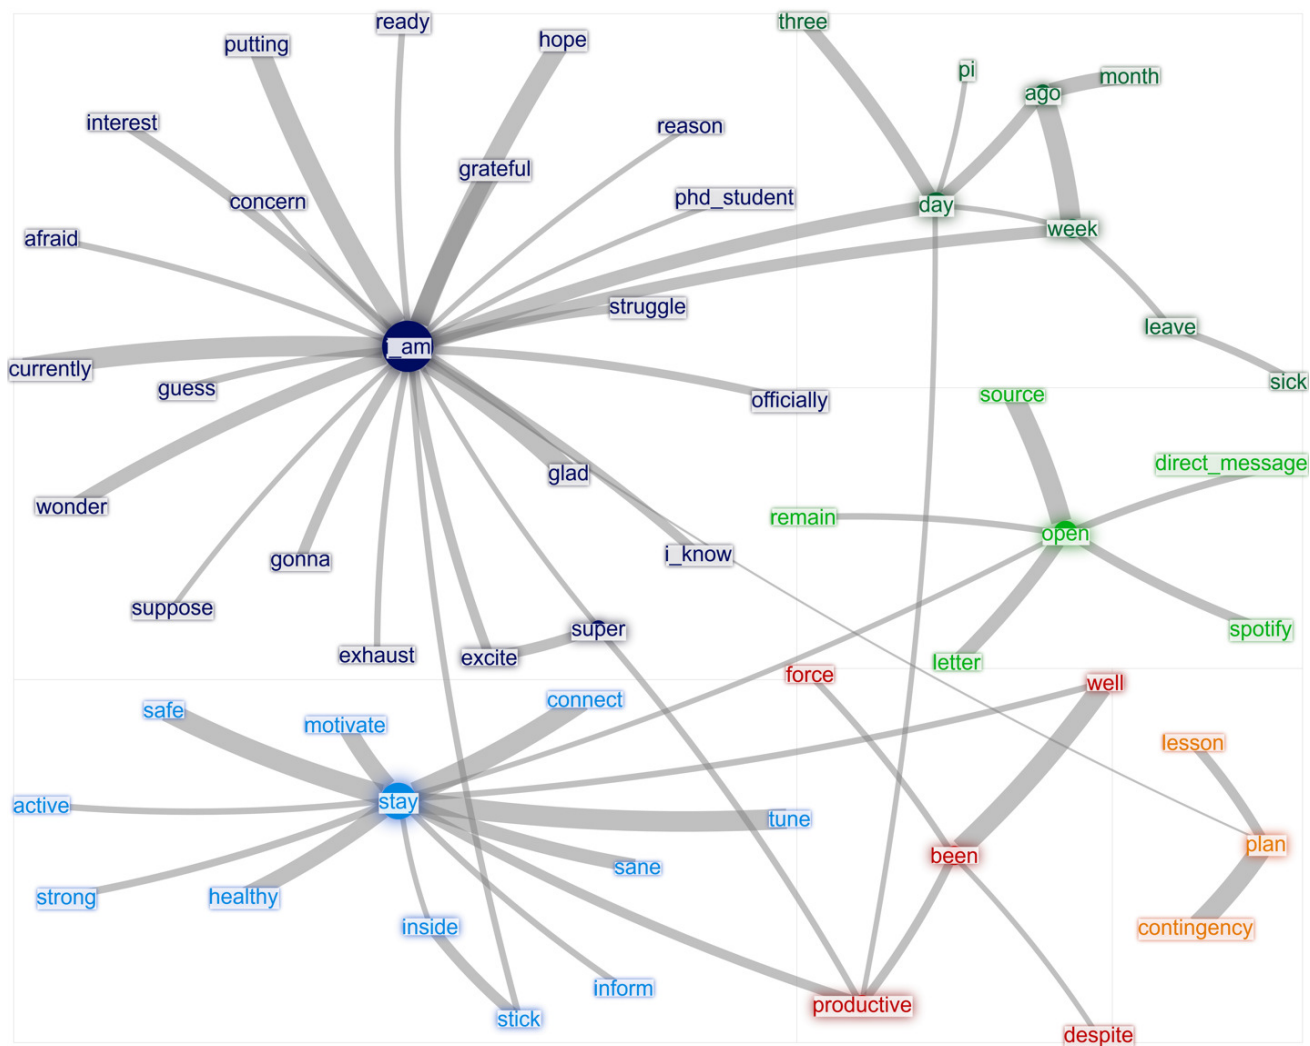 ready
three
hope
putting
pi
month
ago
interest
reason
grateful
phd_student
concern
day
week
afraid
struggle
leave
i_am
currently
sick
guess
source
officially
direct_message
glad
wonder
remain
open
i_know
gonna
suppose
super
spotify
exhaust
excite
letter
force
well
connect
safe
motivate
lesson
stay
active
tune
plan
been
sane
strong
healthy
inside
contingency
inform
productive
stick
despite